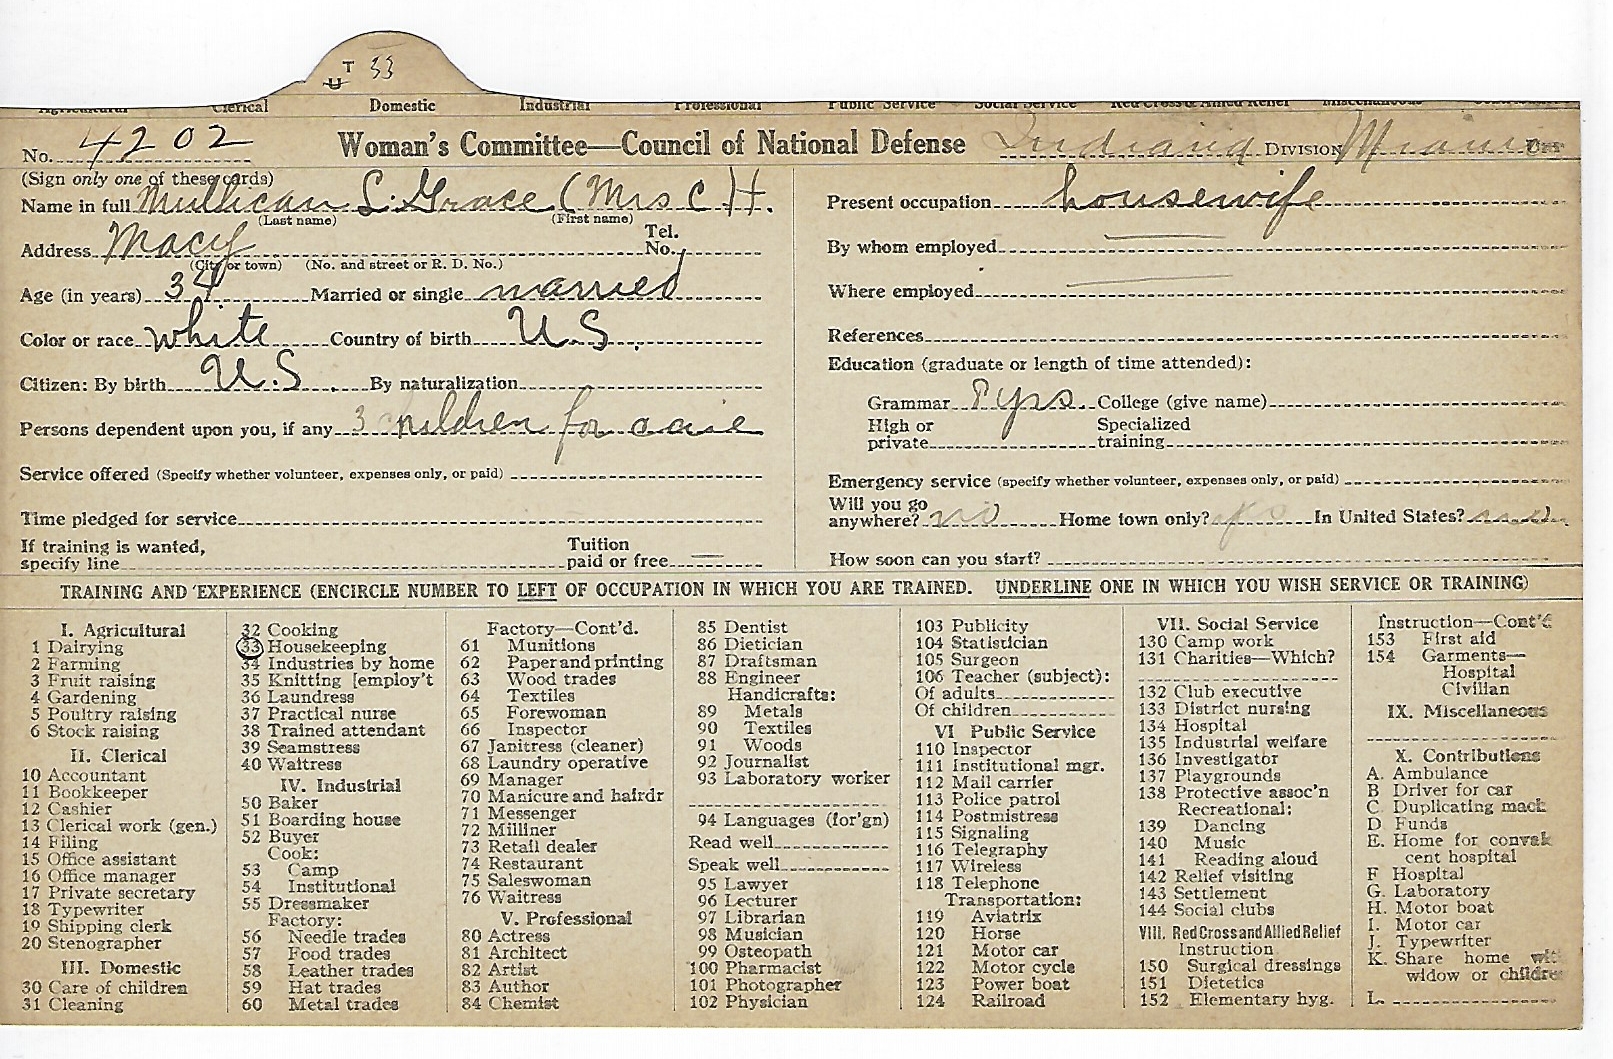 T 33
U
Agricultural Clerical Domestic Industrial Professional Public Service Social Service Red Cross & Allied Relief Miscellaneous
No. 4202 Woman's Committee—Council of National Defense Indiana DIVISION Miami
(Sign only one of these cards)
Name in full Mullican L. Grace (Mrs C H.
(Last name) (First name)
Address Macy Tel. No.
(City or town) (No. and street or R. D. No.)
Age (in years) 34 Married or single married
Color or race white Country of birth U.S.
Citizen: By birth U.S. By naturalization
Persons dependent upon you, if any 3 children for care
Service offered (Specify whether volunteer, expenses only, or paid)
Time pledged for service
If training is wanted,
specify line
Tuition
paid or free —
Present occupation housewife
By whom employed
Where employed
References
Education (graduate or length of time attended):
Grammar 8 yrs. College (give name)
High or
private
Specialized
training
Emergency service (specify whether volunteer, expenses only, or paid)
Will you go
anywhere? no Home town only? yes In United States? no
How soon can you start?
TRAINING AND EXPERIENCE (ENCIRCLE NUMBER TO LEFT OF OCCUPATION IN WHICH YOU ARE TRAINED. UNDERLINE ONE IN WHICH YOU WISH SERVICE OR TRAINING)
I. Agricultural
1 Dairying
2 Farming
3 Fruit raising
4 Gardening
5 Poultry raising
6 Stock raising
II. Clerical
10 Accountant
11 Bookkeeper
12 Cashier
13 Clerical work (gen.)
14 Filing
15 Office assistant
16 Office manager
17 Private secretary
18 Typewriter
19 Shipping clerk
20 Stenographer
III. Domestic
30 Care of children
31 Cleaning
32 Cooking
33 Housekeeping
34 Industries by home
35 Knitting [employ't
36 Laundress
37 Practical nurse
38 Trained attendant
39 Seamstress
40 Waitress
IV. Industrial
50 Baker
51 Boarding house
52 Buyer
Cook:
53 Camp
54 Institutional
55 Dressmaker
Factory:
56 Needle trades
57 Food trades
58 Leather trades
59 Hat trades
60 Metal trades
Factory—Cont'd.
61 Munitions
62 Paper and printing
63 Wood trades
64 Textiles
65 Forewoman
66 Inspector
67 Janitress (cleaner)
68 Laundry operative
69 Manager
70 Manicure and hairdr
71 Messenger
72 Milliner
73 Retail dealer
74 Restaurant
75 Saleswoman
76 Waitress
V. Professional
80 Actress
81 Architect
82 Artist
83 Author
84 Chemist
85 Dentist
86 Dietician
87 Draftsman
88 Engineer
Handicrafts:
89 Metals
90 Textiles
91 Woods
92 Journalist
93 Laboratory worker
94 Languages (for'gn)
Read well
Speak well
95 Lawyer
96 Lecturer
97 Librarian
98 Musician
99 Osteopath
100 Pharmacist
101 Photographer
102 Physician
103 Publicity
104 Statistician
105 Surgeon
106 Teacher (subject):
Of adults
Of children
VI Public Service
110 Inspector
111 Institutional mgr.
112 Mail carrier
113 Police patrol
114 Postmistress
115 Signaling
116 Telegraphy
117 Wireless
118 Telephone
Transportation:
119 Aviatrix
120 Horse
121 Motor car
122 Motor cycle
123 Power boat
124 Railroad
VII. Social Service
130 Camp work
131 Charities—Which?
132 Club executive
133 District nursing
134 Hospital
135 Industrial welfare
136 Investigator
137 Playgrounds
138 Protective assoc'n
Recreational:
139 Dancing
140 Music
141 Reading aloud
142 Relief visiting
143 Settlement
144 Social clubs
VIII. Red Cross and Allied Relief
Instruction
150 Surgical dressings
151 Dietetics
152 Elementary hyg.
Instruction—Cont'd
153 First aid
154 Garments—
Hospital
Civilian
IX. Miscellaneous
X. Contributions
A. Ambulance
B Driver for car
C. Duplicating mach
D Funds
E. Home for convale
cent hospital
F Hospital
G. Laboratory
H. Motor boat
I. Motor car
J. Typewriter
K. Share home with
widow or children
L.